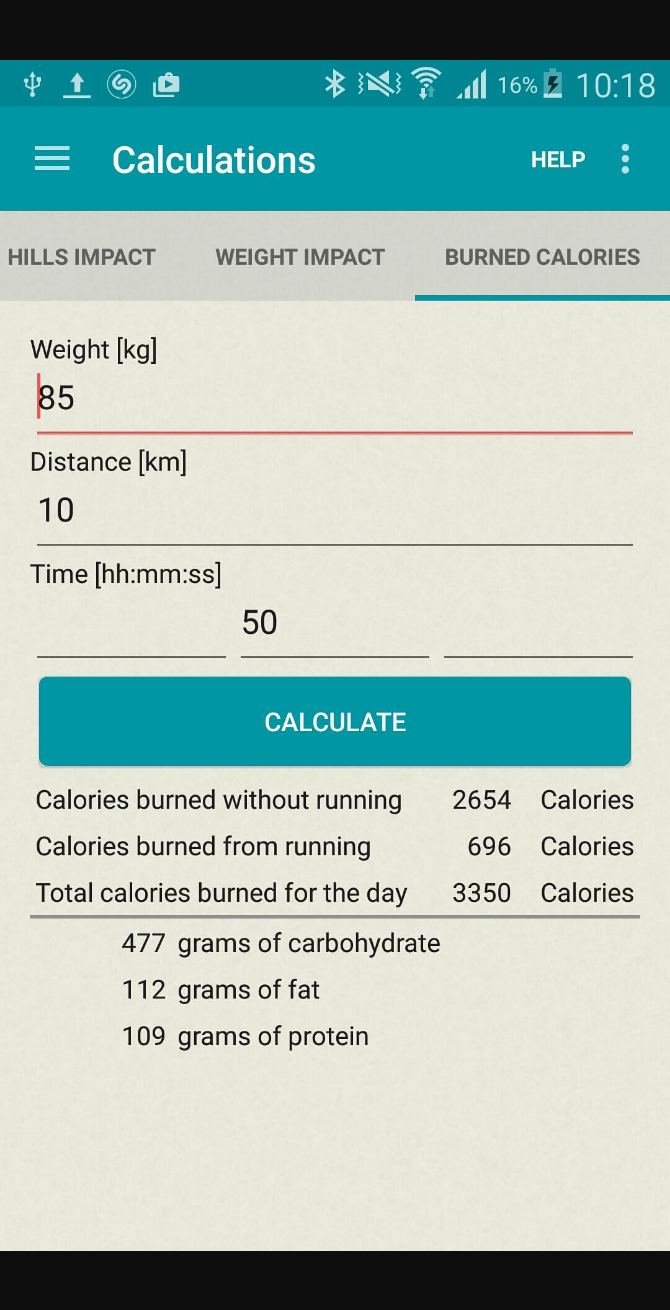 16% 10:18
Calculations HELP
HILLS IMPACT WEIGHT IMPACT BURNED CALORIES
Weight [kg]
85
Distance [km]
10
Time [hh:mm:ss]
50
CALCULATE
Calories burned without running 2654 Calories
Calories burned from running 696 Calories
Total calories burned for the day 3350 Calories
477 grams of carbohydrate
112 grams of fat
109 grams of protein